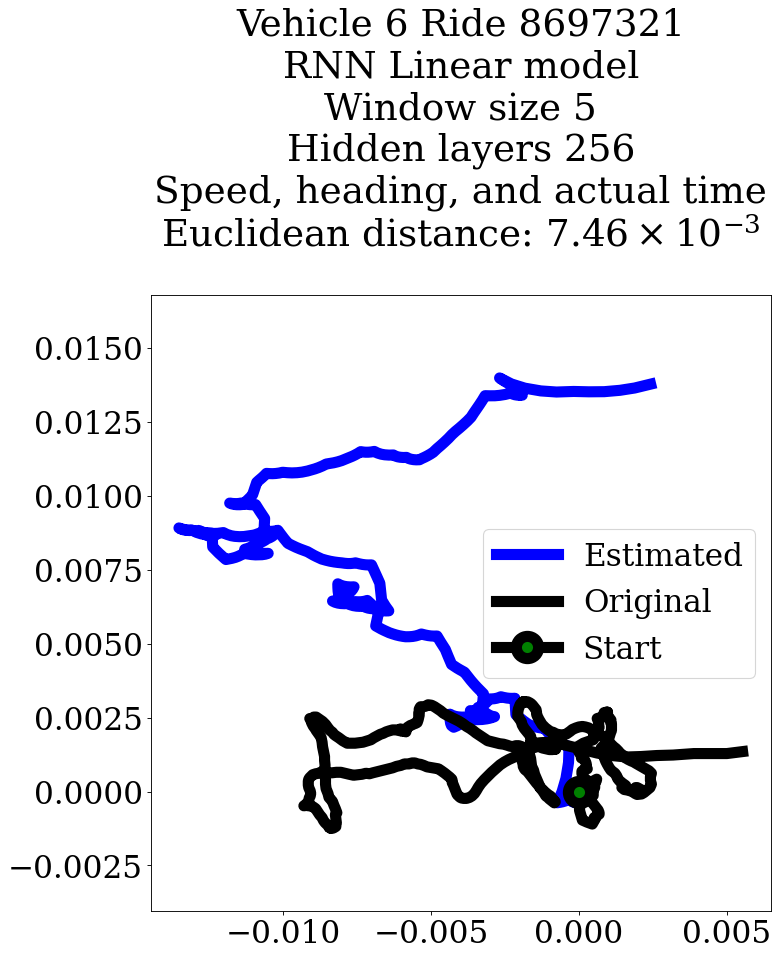 Vehicle 6 Ride 8697321
RNN Linear model
Window size 5
Hidden layers 256
Speed, heading, and actual time
Euclidean distance: 7.46 × 10⁻³
0.0150
0.0125
0.0100
0.0075
0.0050
0.0025
0.0000
−0.0025
Estimated
Original
Start
−0.010 −0.005 0.000 0.005